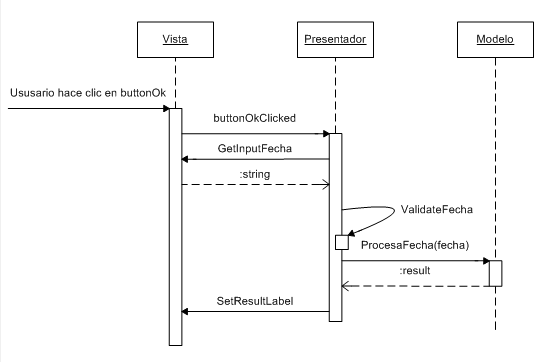 Vista
Presentador
Modelo
Ususario hace clic en buttonOk
buttonOkClicked
GetInputFecha
:string
ValidateFecha
ProcesaFecha(fecha)
:result
SetResultLabel